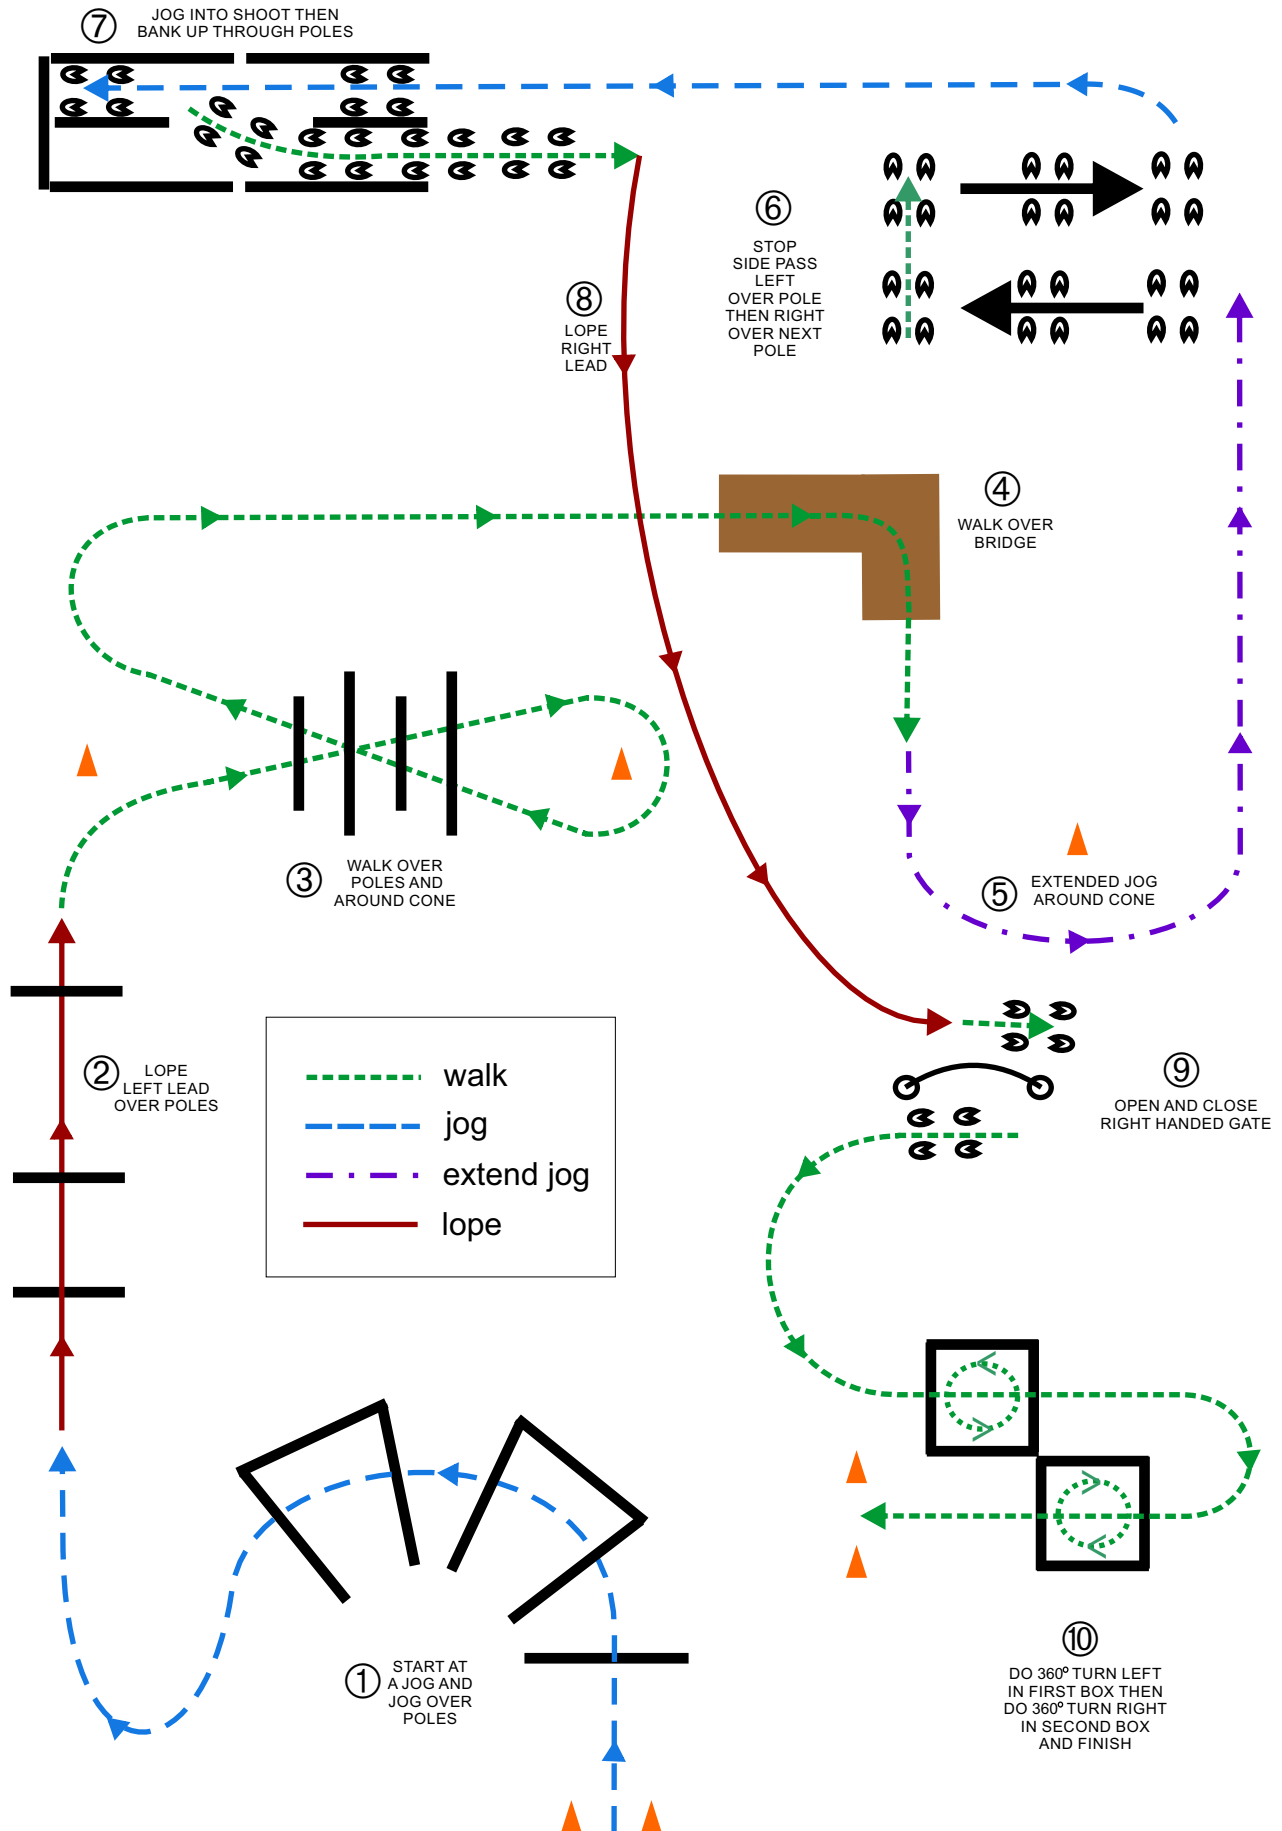 ⑦
JOG INTO SHOOT THEN
BANK UP THROUGH POLES
⑥
STOP
SIDE PASS
LEFT
OVER POLE
THEN RIGHT
OVER NEXT
POLE
⑧
LOPE
RIGHT
LEAD
④
WALK OVER
BRIDGE
③
WALK OVER
POLES AND
AROUND CONE
⑤
EXTENDED JOG
AROUND CONE
②
LOPE
LEFT LEAD
OVER POLES
walk
jog
extend jog
lope
⑨
OPEN AND CLOSE
RIGHT HANDED GATE
①
START AT
A JOG AND
JOG OVER
POLES
⑩
DO 360° TURN LEFT
IN FIRST BOX THEN
DO 360° TURN RIGHT
IN SECOND BOX
AND FINISH